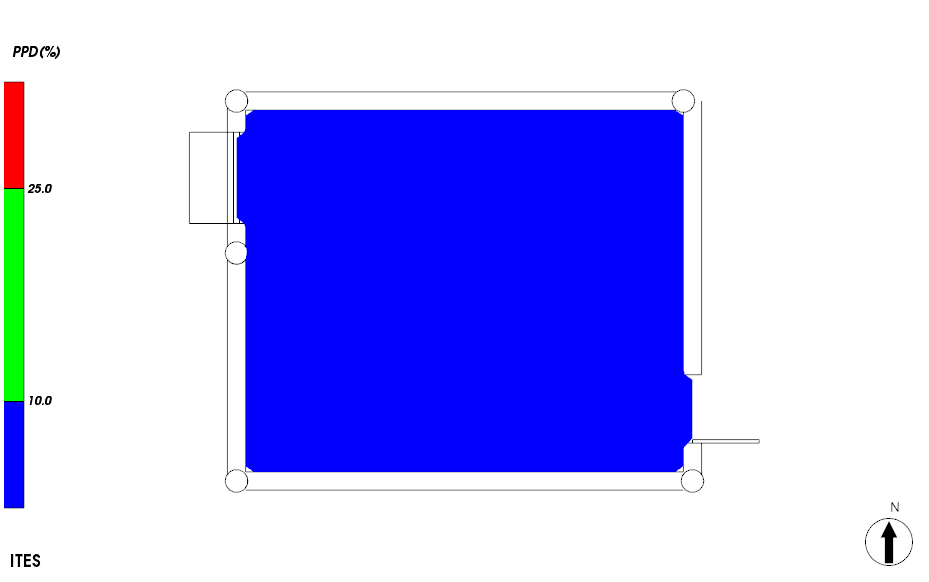 PPD(%)
25.0
10.0
N
ITES